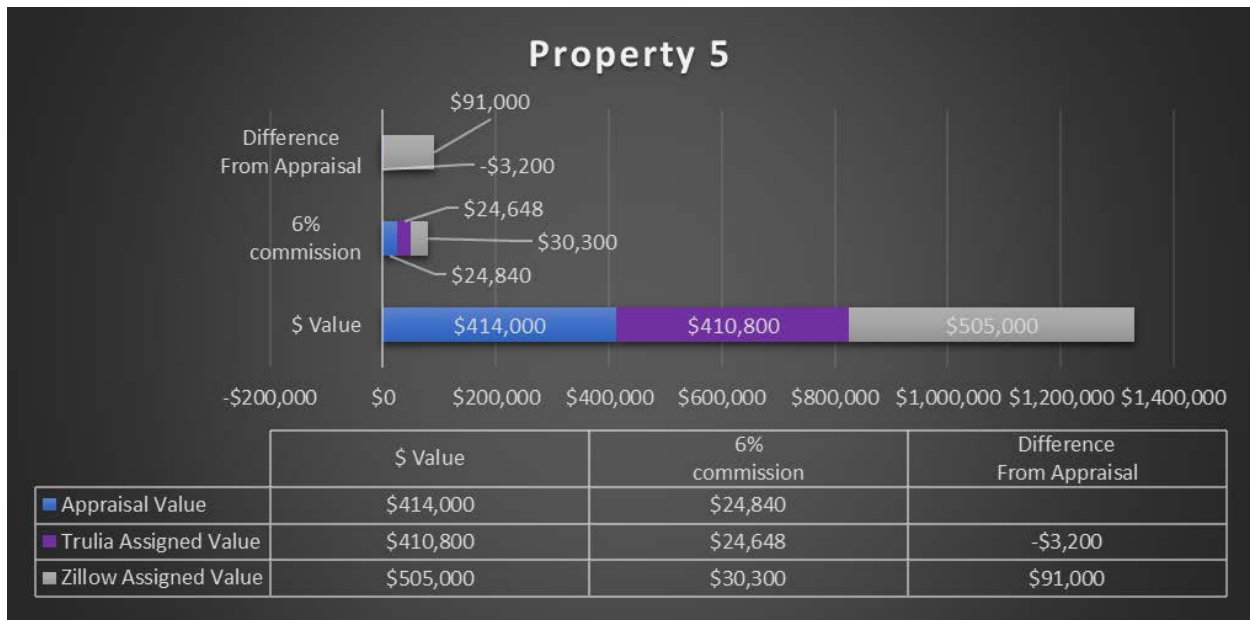 Property 5
$91,000
Difference
From Appraisal
-$3,200
$24,648
6%
commission
$30,300
$24,840
$ Value
$414,000 $410,800 $505,000
-$200,000 $0 $200,000 $400,000 $600,000 $800,000 $1,000,000 $1,200,000 $1,400,000
$ Value 6% commission Difference From Appraisal
Appraisal Value $414,000 $24,840
Trulia Assigned Value $410,800 $24,648 -$3,200
Zillow Assigned Value $505,000 $30,300 $91,000